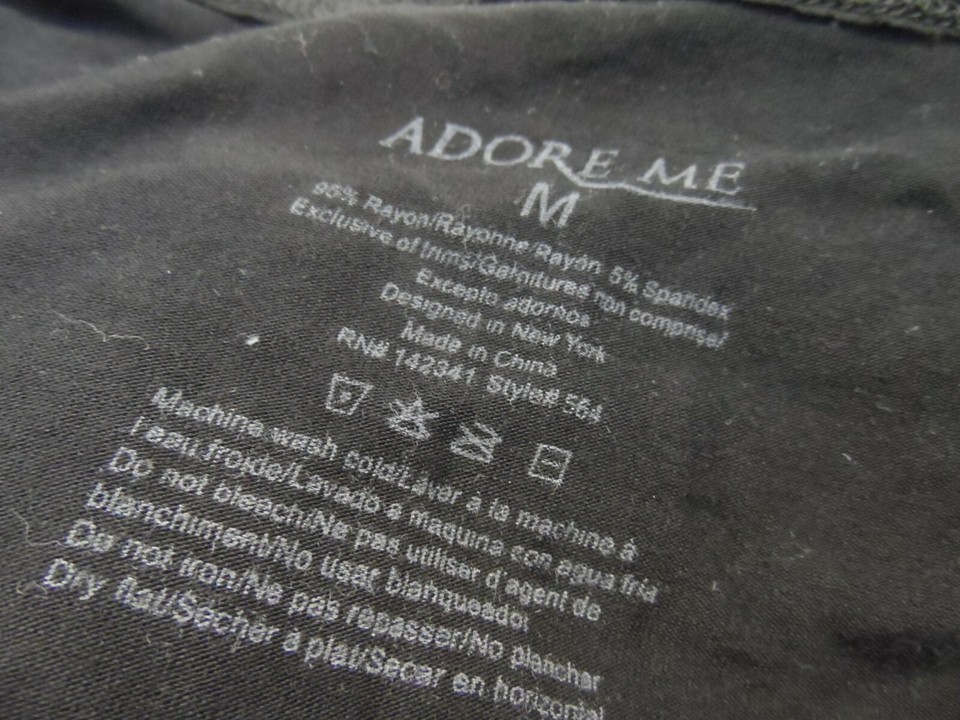 ADORE ME
M
95% Rayon/Rayonne/Rayón 5% Spandex
Exclusive of trims/Garnitures non comprise/
Excepto adornos
Designed in New York
Made in China
RN# 142341 Style# 564
Machine wash cold/Laver à la machine à
l'eau froide/Lavado a maquina con agua fria
Do not bleach/Ne pas utiliser d'agent de
blanchiment/No usar blanqueador
Do not iron/Ne pas repasser/No planchar
Dry flat/Sécher à plat/Secar en horizontal